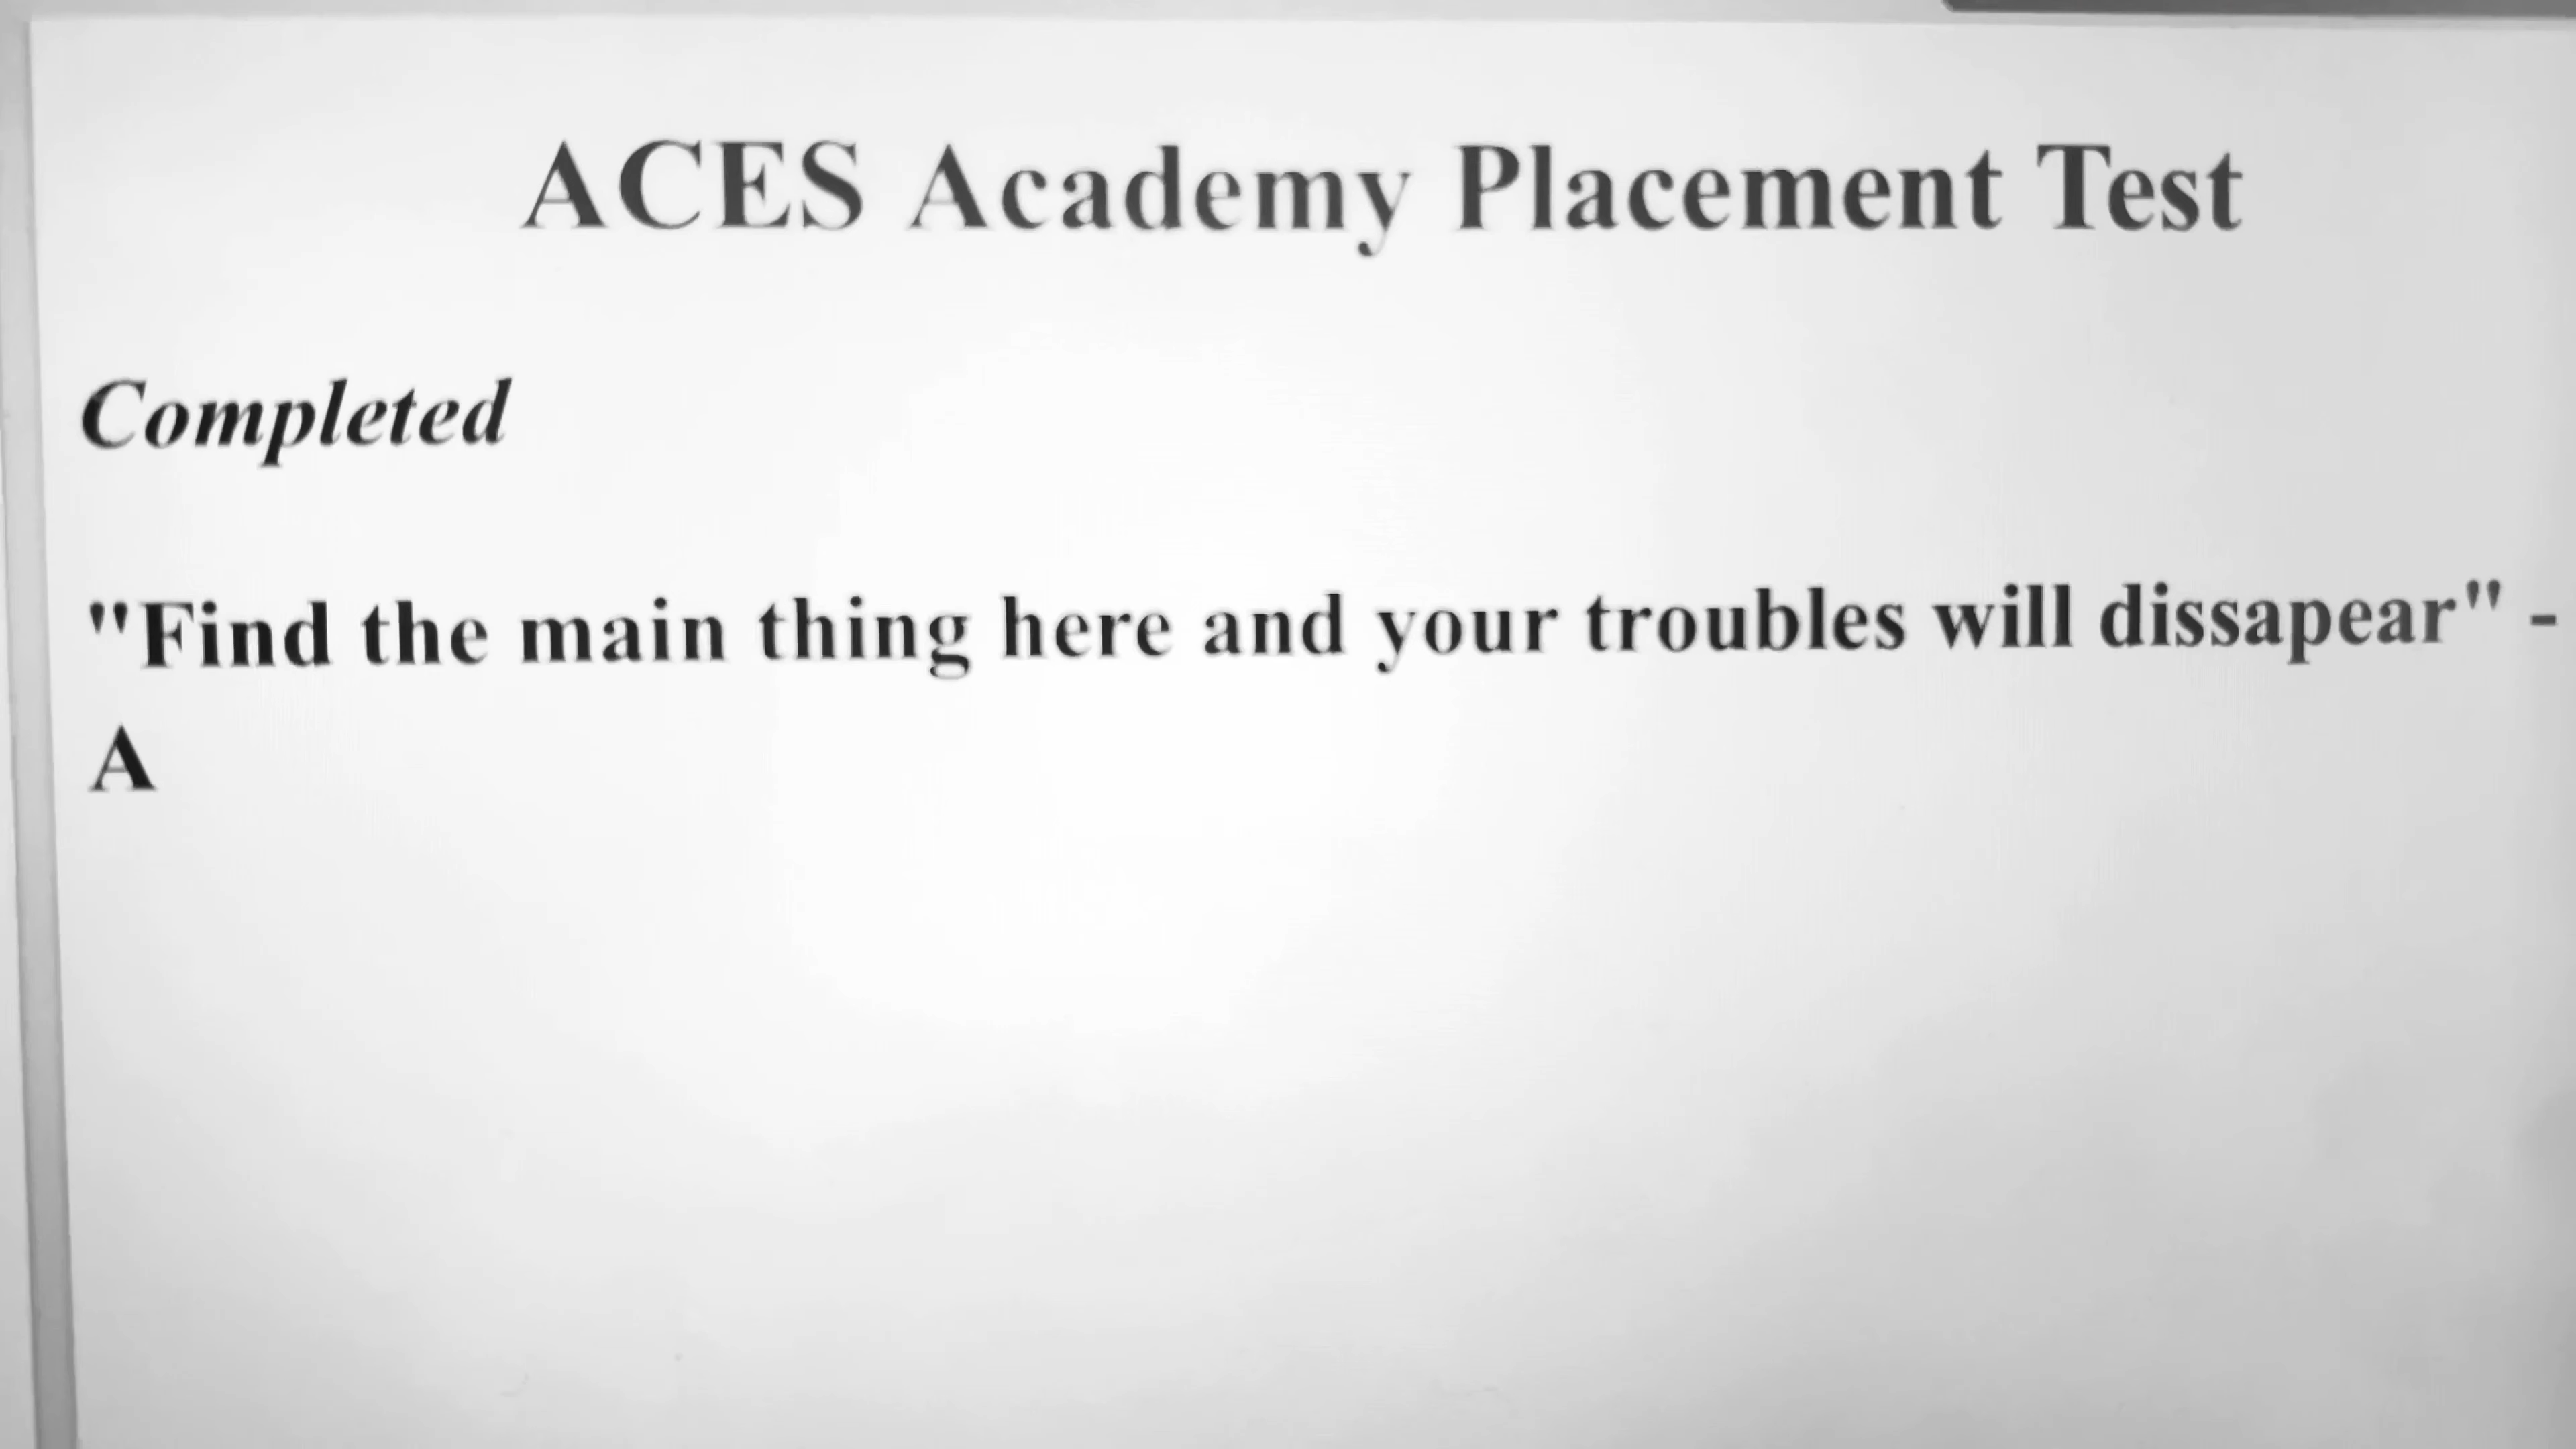 ACES Academy Placement Test
Completed
"Find the main thing here and your troubles will dissapear" -
A